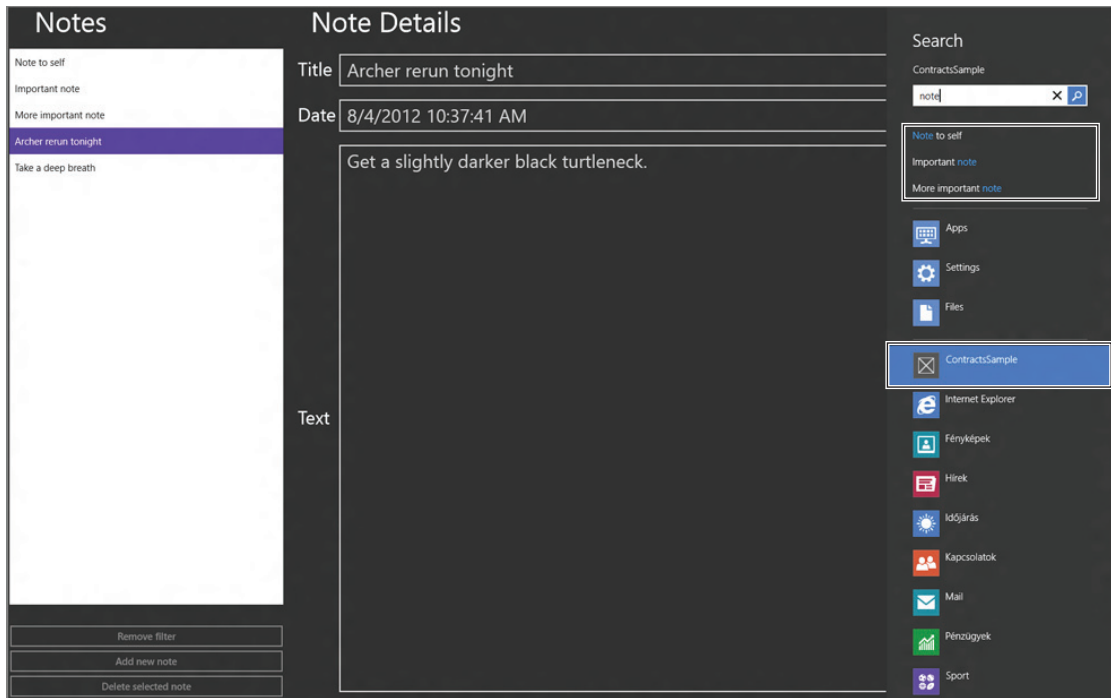 Notes
Note to self
Important note
More important note
Archer rerun tonight
Take a deep breath
Remove filter
Add new note
Delete selected note
Note Details
Title
Archer rerun tonight
Date
8/4/2012 10:37:41 AM
Text
Get a slightly darker black turtleneck.
Search
ContractsSample
note
Note to self
Important note
More important note
Apps
Settings
Files
ContractsSample
Internet Explorer
Fényképek
Hírek
Időjárás
Kapcsolatok
Mail
Pénzügyek
Sport